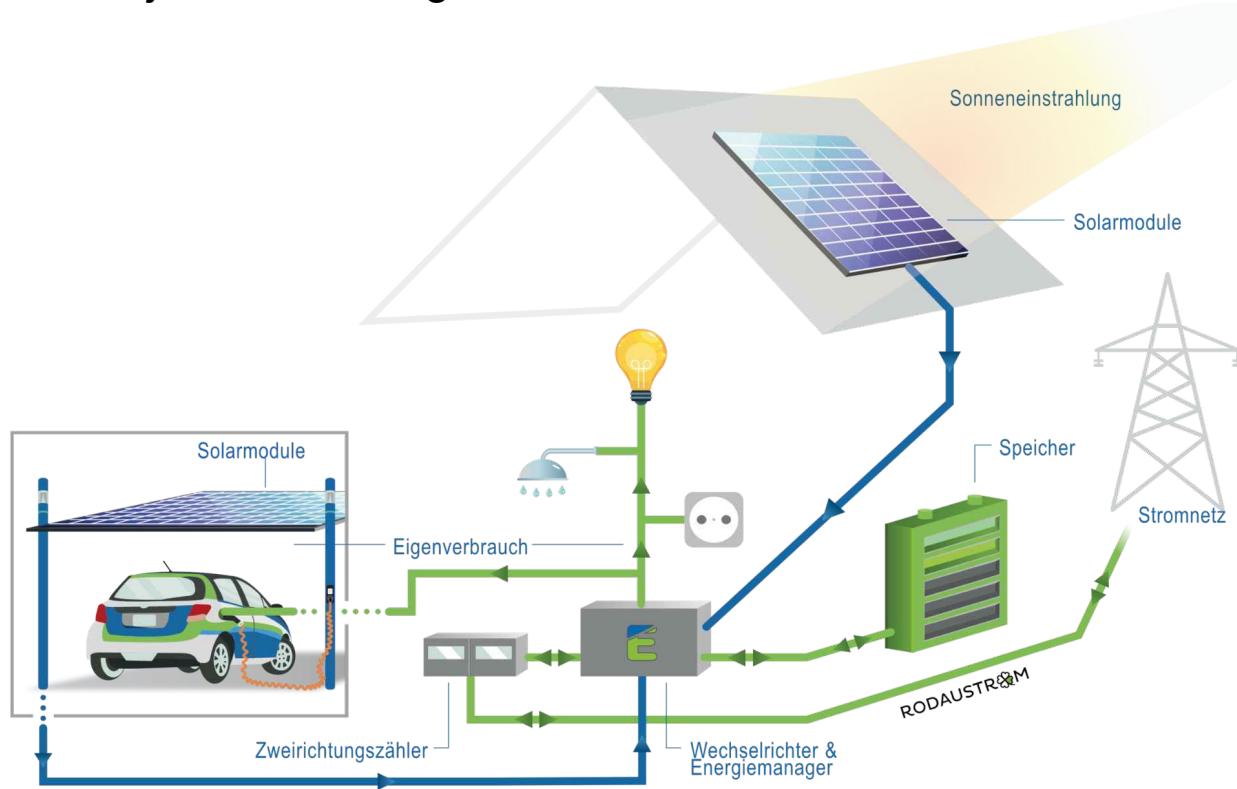 Sonneneinstrahlung
Solarmodule
Solarmodule
Speicher
Stromnetz
Eigenverbrauch
E
RODAUSTROM
Zweirichtungszähler
Wechselrichter &
Energiemanager